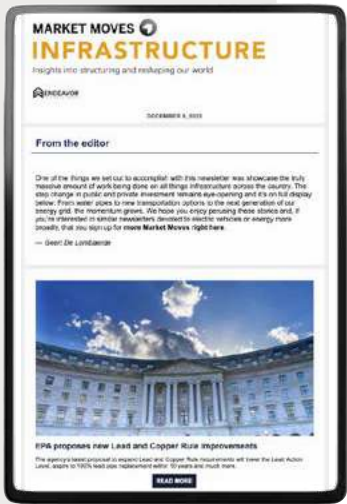 MARKET MOVES
INFRASTRUCTURE
Insights into structuring and reshaping our world
ENDEAVOR
DECEMBER 5, 2023
From the editor
One of the things we set out to accomplish with this newsletter was showcase the truly
massive amount of work being done on all things infrastructure across the country. The
step change in public and private investment remains eye-opening and it's on full display
below. From water pipes to new transportation options to the next generation of our
energy grid, the momentum grows. We hope you enjoy perusing these stories and, if
you're interested in similar newsletters devoted to electric vehicles or energy more
broadly, that you sign up for more Market Moves right here.
— Geert De Lombaerde
EPA proposes new Lead and Copper Rule improvements
The agency's latest proposal to expand Lead and Copper Rule requirements will lower the Lead Action
Level, aspire to 100% lead pipe replacement within 10 years and much more.
READ MORE